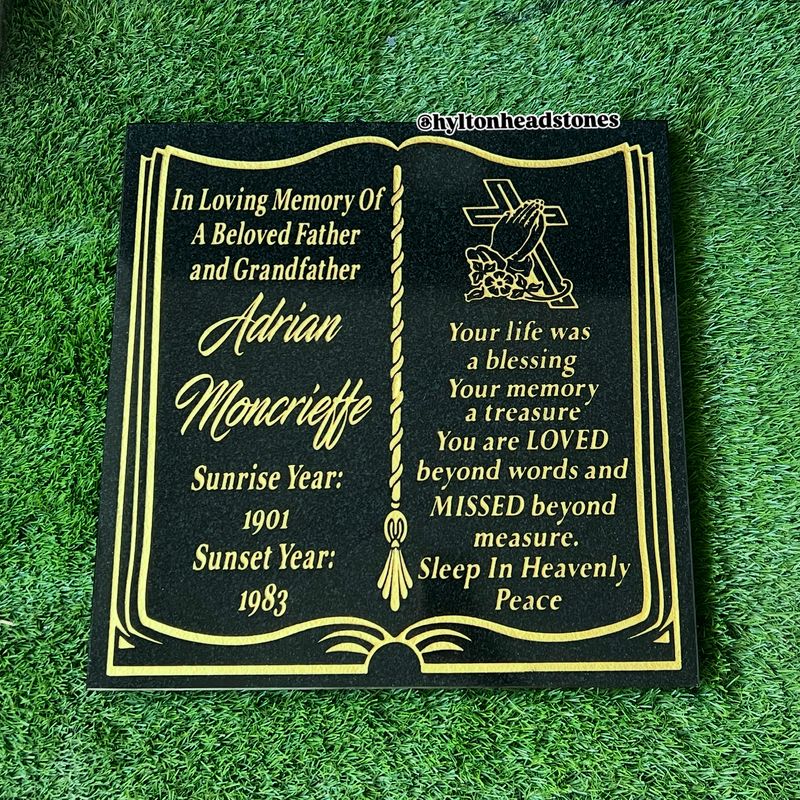 @hyltonheadstones
In Loving Memory Of
A Beloved Father
and Grandfather
Adrian
Moncrieffe
Sunrise Year:
1901
Sunset Year:
1983
Your life was
a blessing
Your memory
a treasure
You are LOVED
beyond words and
MISSED beyond
measure.
Sleep In Heavenly
Peace